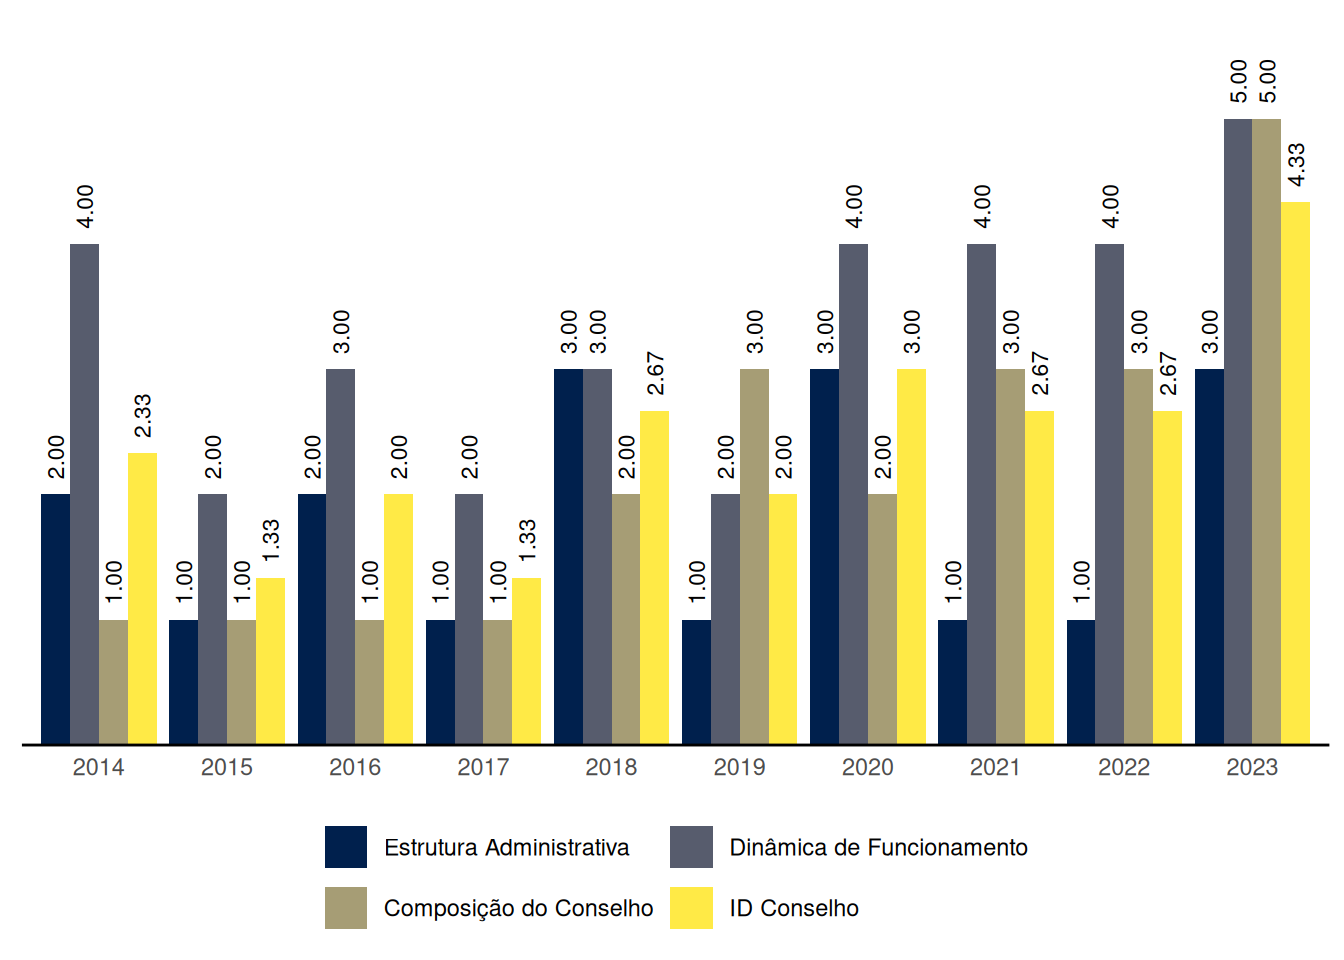 5.00 5.00
4.33
4.00 4.00 4.00 4.00
3.00 3.00 3.00 3.00 3.00 3.00 3.00 3.00 3.00
2.67 2.67 2.67
2.33
2.00 2.00 2.00 2.00 2.00 2.00 2.00 2.00 2.00
1.33 1.33
1.00 1.00 1.00 1.00 1.00 1.00 1.00 1.00 1.00
2014 2015 2016 2017 2018 2019 2020 2021 2022 2023
Estrutura Administrativa Dinâmica de Funcionamento
Composição do Conselho ID Conselho